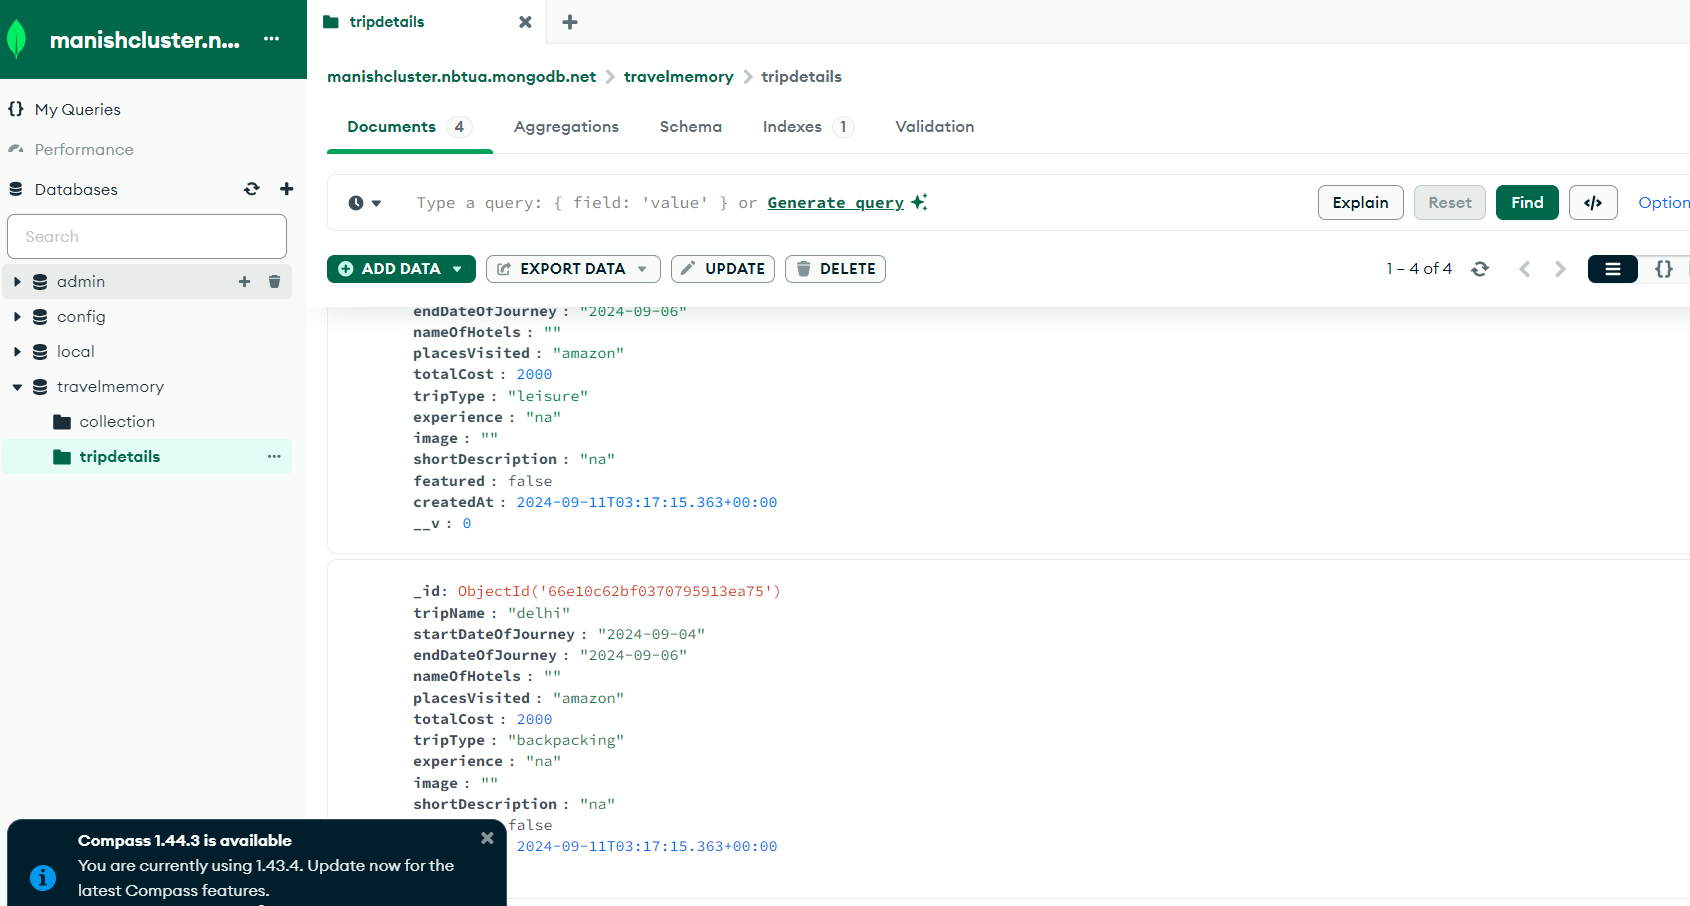 manishcluster.n...
tripdetails
manishcluster.nbtua.mongodb.net > travelmemory > tripdetails
My Queries
Performance
Databases
Search
admin
config
local
travelmemory
collection
tripdetails
Documents 4 Aggregations Schema Indexes 1 Validation
Type a query: { field: 'value' } or Generate query
Explain Reset Find </> Option
ADD DATA EXPORT DATA UPDATE DELETE 1 – 4 of 4 {}
endDateOfJourney : "2024-09-06"
nameOfHotels : ""
placesVisited : "amazon"
totalCost : 2000
tripType : "leisure"
experience : "na"
image : ""
shortDescription : "na"
featured : false
createdAt : 2024-09-11T03:17:15.363+00:00
__v : 0
_id: ObjectId('66e10c62bf0370795913ea75')
tripName : "delhi"
startDateOfJourney : "2024-09-04"
endDateOfJourney : "2024-09-06"
nameOfHotels : ""
placesVisited : "amazon"
totalCost : 2000
tripType : "backpacking"
experience : "na"
image : ""
shortDescription : "na"
false
2024-09-11T03:17:15.363+00:00
Compass 1.44.3 is available
You are currently using 1.43.4. Update now for the
latest Compass features.